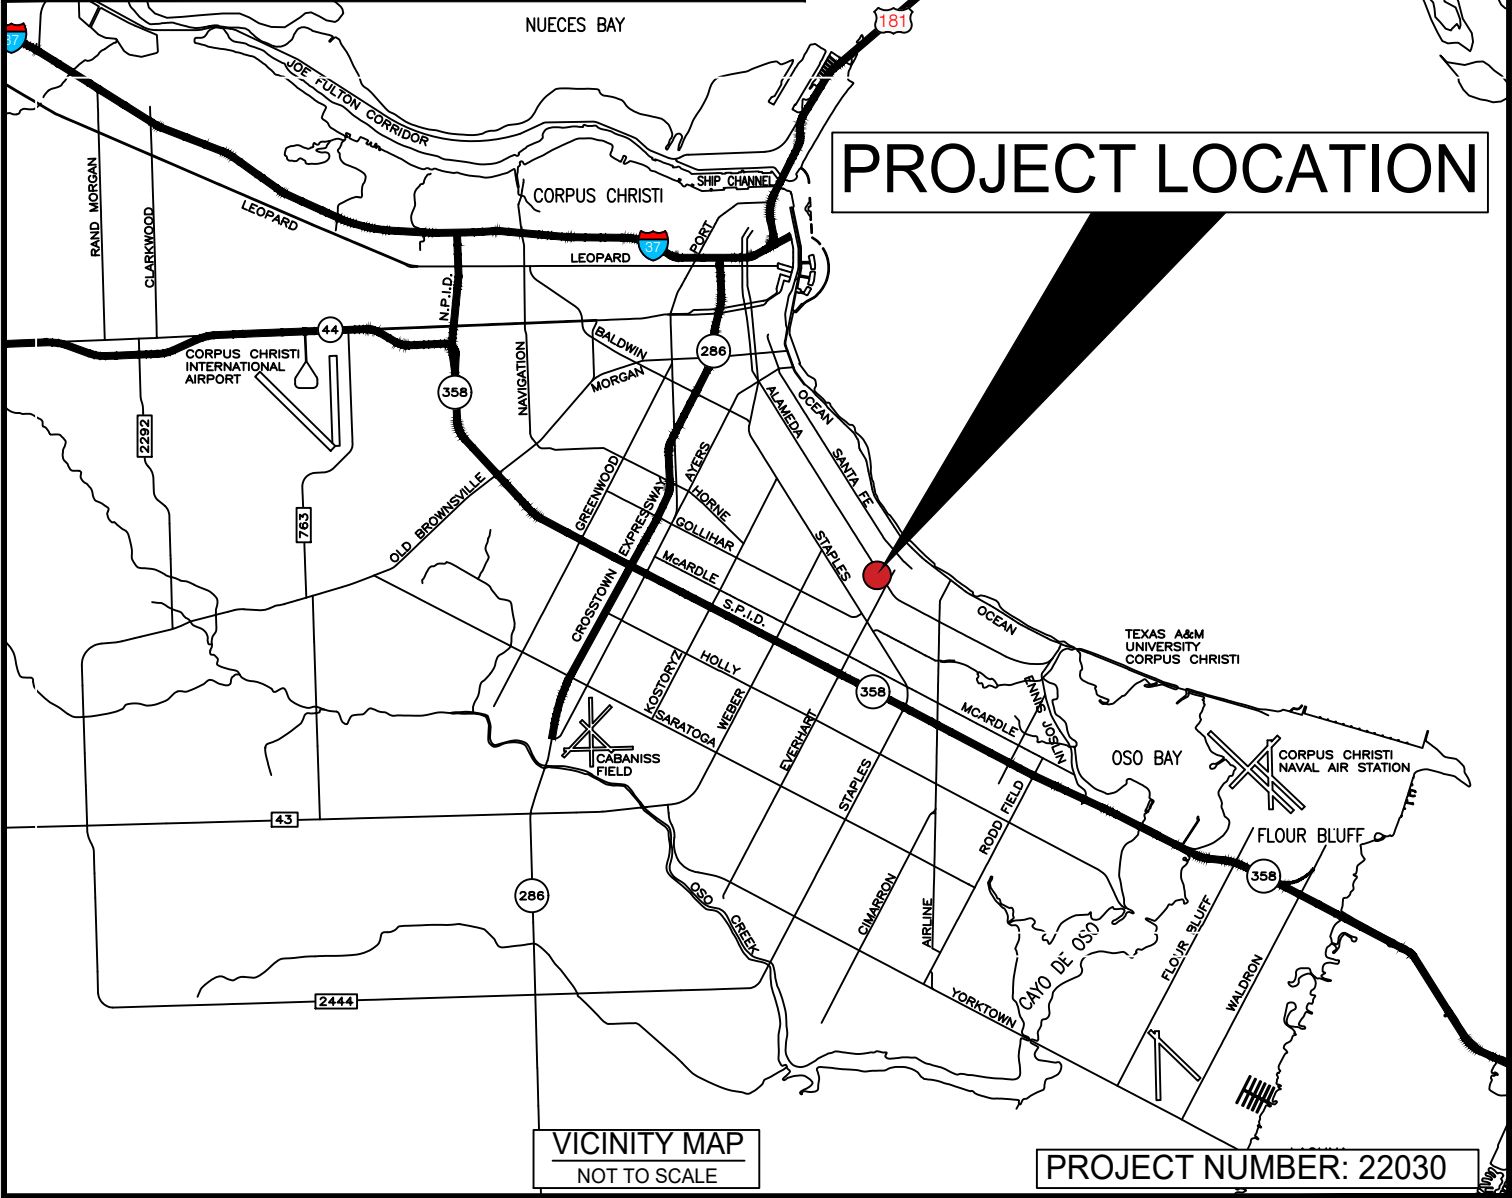 NUECES BAY
181
37
JOE FULTON CORRIDOR
PROJECT LOCATION
SHIP CHANNEL
CORPUS CHRISTI
RAND MORGAN
CLARKWOOD
LEOPARD
PORT
37
LEOPARD
N.P.I.D.
44
BALDWIN
286
CORPUS CHRISTI
INTERNATIONAL
AIRPORT
NAVIGATION
MORGAN
358
ALAMEDA
OCEAN
2292
SANTA FE
AYERS
GREENWOOD
OLD BROWNSVILLE
HORNE
EXPRESSWAY
763
GOLLIHAR
STAPLES
McARDLE
CROSSTOWN
S.P.I.D.
OCEAN
TEXAS A&M
UNIVERSITY
CORPUS CHRISTI
HOLLY
KOSTORYZ
358
ENNIS JOSLIN
WEBER
SARATOGA
MCARDLE
EVERHART
CABANISS
FIELD
OSO BAY
CORPUS CHRISTI
NAVAL AIR STATION
STAPLES
RODD FIELD
43
FLOUR BLUFF
358
286
OSO CREEK
CIMARRON
AIRLINE
FLOUR BLUFF
CAYO DE OSO
WALDRON
2444
YORKTOWN
VICINITY MAP
NOT TO SCALE
PROJECT NUMBER: 22030